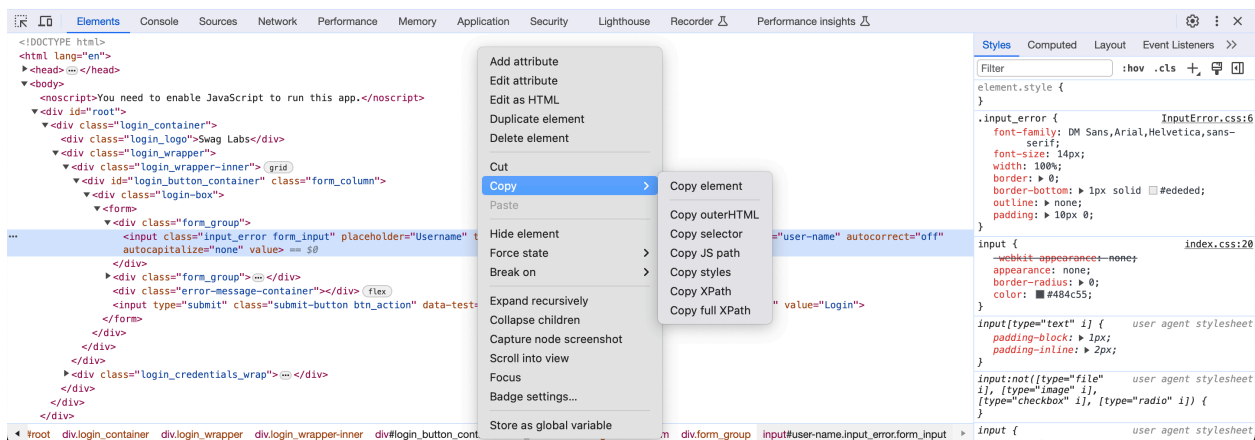 Elements Console Sources Network Performance Memory Application Security Lighthouse Recorder Performance insights
<!DOCTYPE html>
<html lang="en">
<head> ••• </head>
<body>
<noscript>You need to enable JavaScript to run this app.</noscript>
<div id="root">
<div class="login_container">
<div class="login_logo">Swag Labs</div>
<div class="login_wrapper">
<div class="login_wrapper-inner"> grid
<div id="login_button_container" class="form_column">
<div class="login-box">
<form>
<div class="form_group">
••• <input class="input_error form_input" placeholder="Username" t ="user-name" autocorrect="off"
autocapitalize="none" value> == $0
</div>
<div class="form_group"> ••• </div>
<div class="error-message-container"></div> flex
<input type="submit" class="submit-button btn_action" data-test= " value="Login">
</form>
</div>
</div>
</div>
<div class="login_credentials_wrap"> ••• </div>
</div>
</div>
</div>
#root div.login_container div.login_wrapper div.login_wrapper-inner div#login_button_cont m div.form_group input#user-name.input_error.form_input
Add attribute
Edit attribute
Edit as HTML
Duplicate element
Delete element
Cut
Copy
Paste
Hide element
Force state
Break on
Expand recursively
Collapse children
Capture node screenshot
Scroll into view
Focus
Badge settings...
Store as global variable
Copy element
Copy outerHTML
Copy selector
Copy JS path
Copy styles
Copy XPath
Copy full XPath
Styles Computed Layout Event Listeners
Filter :hov .cls
element.style {
}
.input_error { InputError.css:6
font-family: DM Sans,Arial,Helvetica,sans-
serif;
font-size: 14px;
width: 100%;
border: 0;
border-bottom: 1px solid #ededed;
outline: none;
padding: 10px 0;
}
input { index.css:20
-webkit-appearance: none;
appearance: none;
border-radius: 0;
color: #484c55;
}
input[type="text" i] { user agent stylesheet
padding-block: 1px;
padding-inline: 2px;
}
input:not([type="file" user agent stylesheet
i], [type="image" i],
[type="checkbox" i], [type="radio" i]) {
}
input { user agent stylesheet